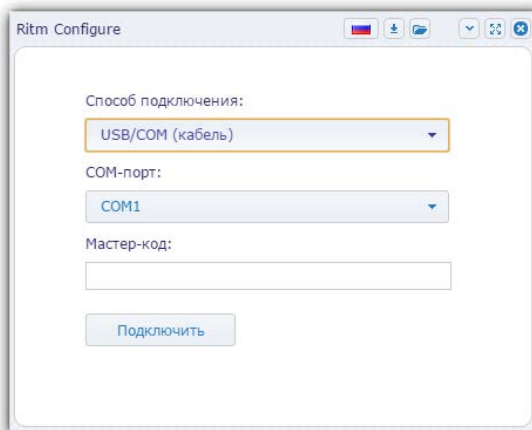 Ritm Configure
Способ подключения:
USB/COM (кабель)
COM-порт:
COM1
Мастер-код:
Подключить